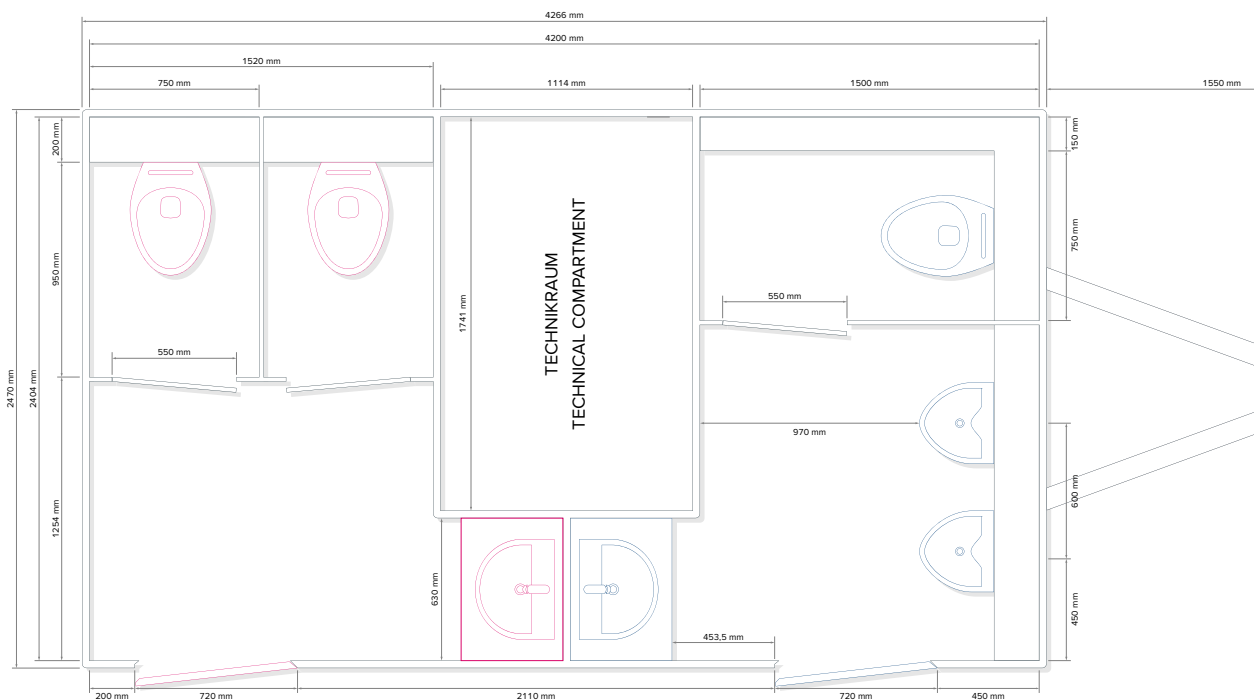 4266 mm
4200 mm
1520 mm
750 mm
1114 mm
1500 mm
1550 mm
200 mm
150 mm
950 mm
750 mm
TECHNIKRAUM
TECHNICAL COMPARTMENT
1741 mm
550 mm
550 mm
2470 mm
2404 mm
970 mm
1254 mm
600 mm
630 mm
450 mm
453,5 mm
200 mm
720 mm
2110 mm
720 mm
450 mm